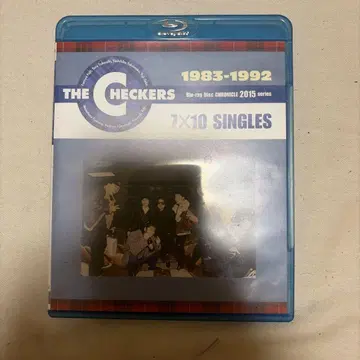 1983-1992
THE CHECKERS
Blu-ray Disc CHRONICLE 2015 series
7×10 SINGLES